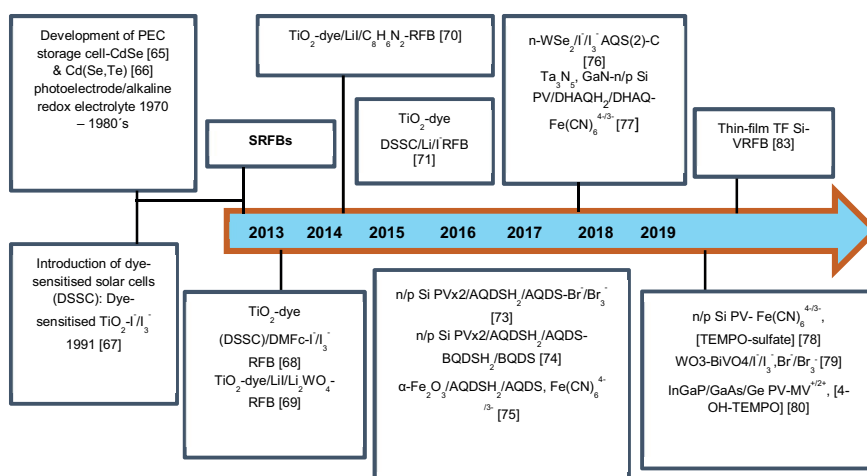 Development of PEC
storage cell-CdSe [65]
& Cd(Se,Te) [66]
photoelectrode/alkaline
redox electrolyte 1970
– 1980´s
SRFBs
TiO₂-dye/LiI/C₈H₆N₂-RFB [70]
TiO₂-dye
DSSC/Li/I⁻RFB
[71]
n-WSe₂/I⁻/I₃⁻AQS(2)-C
[76]
Ta₃N₅, GaN-n/p Si
PV/DHAQH₂/DHAQ-
Fe(CN)₆⁴⁻/³⁻ [77]
Thin-film TF Si-
VRFB [83]
2013 2014 2015 2016 2017 2018 2019
Introduction of dye-
sensitised solar cells
(DSSC): Dye-
sensitised TiO₂-I⁻/I₃⁻
1991 [67]
TiO₂-dye
(DSSC)/DMFc-I⁻/I₃⁻
RFB [68]
TiO₂-dye/LiI/Li₂WO₄-
RFB [69]
n/p Si PVx2/AQDSH₂/AQDS-Br⁻/Br₃⁻
[73]
n/p Si PVx2/AQDSH₂/AQDS-
BQDSH₂/BQDS [74]
α-Fe₂O₃/AQDSH₂/AQDS, Fe(CN)₆⁴⁻
/³⁻ [75]
n/p Si PV- Fe(CN)₆⁴⁻/³⁻,
[TEMPO-sulfate] [78]
WO3-BiVO4/I⁻/I₃⁻,Br⁻/Br₃⁻ [79]
InGaP/GaAs/Ge PV-MV⁺/²⁺, [4-
OH-TEMPO] [80]